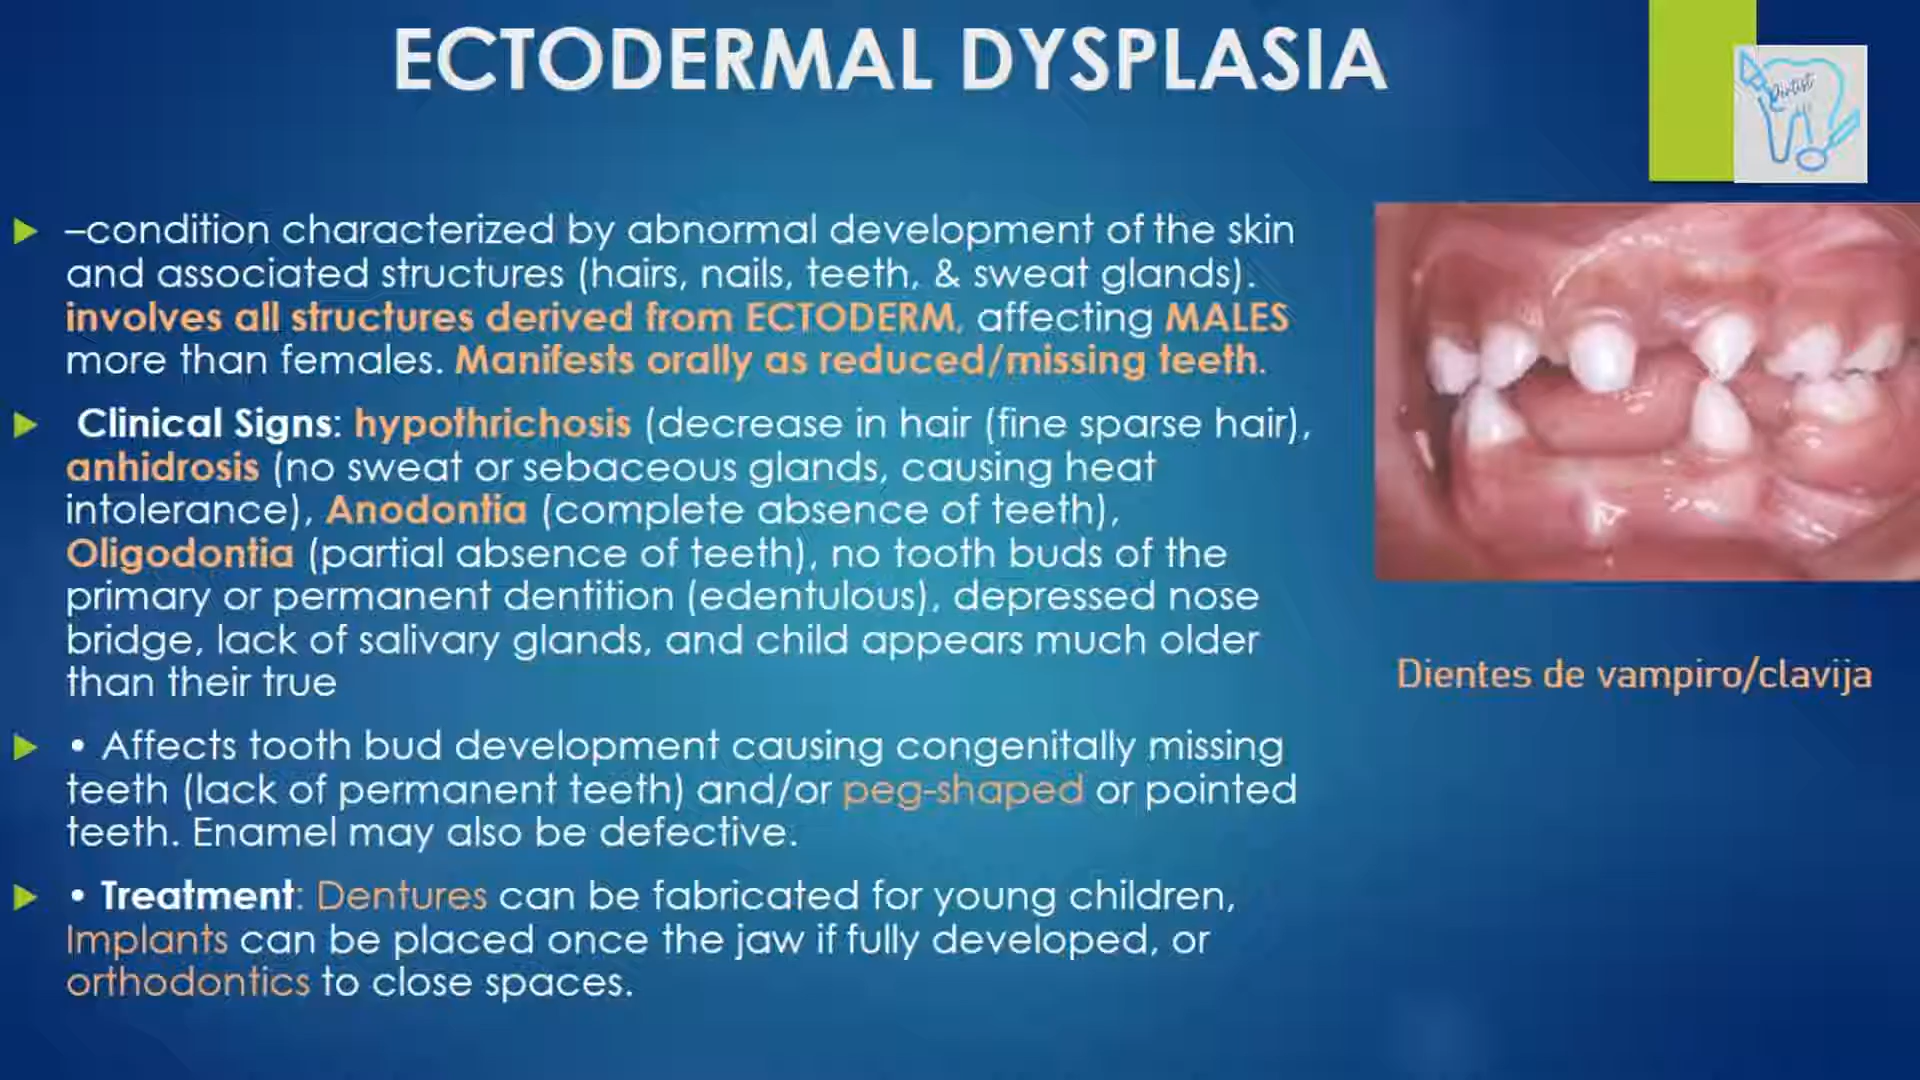 ECTODERMAL DYSPLASIA
Dentist
–condition characterized by abnormal development of the skin
and associated structures (hairs, nails, teeth, & sweat glands).
involves all structures derived from ECTODERM, affecting MALES
more than females. Manifests orally as reduced/missing teeth.
Clinical Signs: hypothrichosis (decrease in hair (fine sparse hair),
anhidrosis (no sweat or sebaceous glands, causing heat
intolerance), Anodontia (complete absence of teeth),
Oligodontia (partial absence of teeth), no tooth buds of the
primary or permanent dentition (edentulous), depressed nose
bridge, lack of salivary glands, and child appears much older
than their true
• Affects tooth bud development causing congenitally missing
teeth (lack of permanent teeth) and/or peg-shaped or pointed
teeth. Enamel may also be defective.
• Treatment: Dentures can be fabricated for young children,
Implants can be placed once the jaw if fully developed, or
orthodontics to close spaces.
Dientes de vampiro/clavija